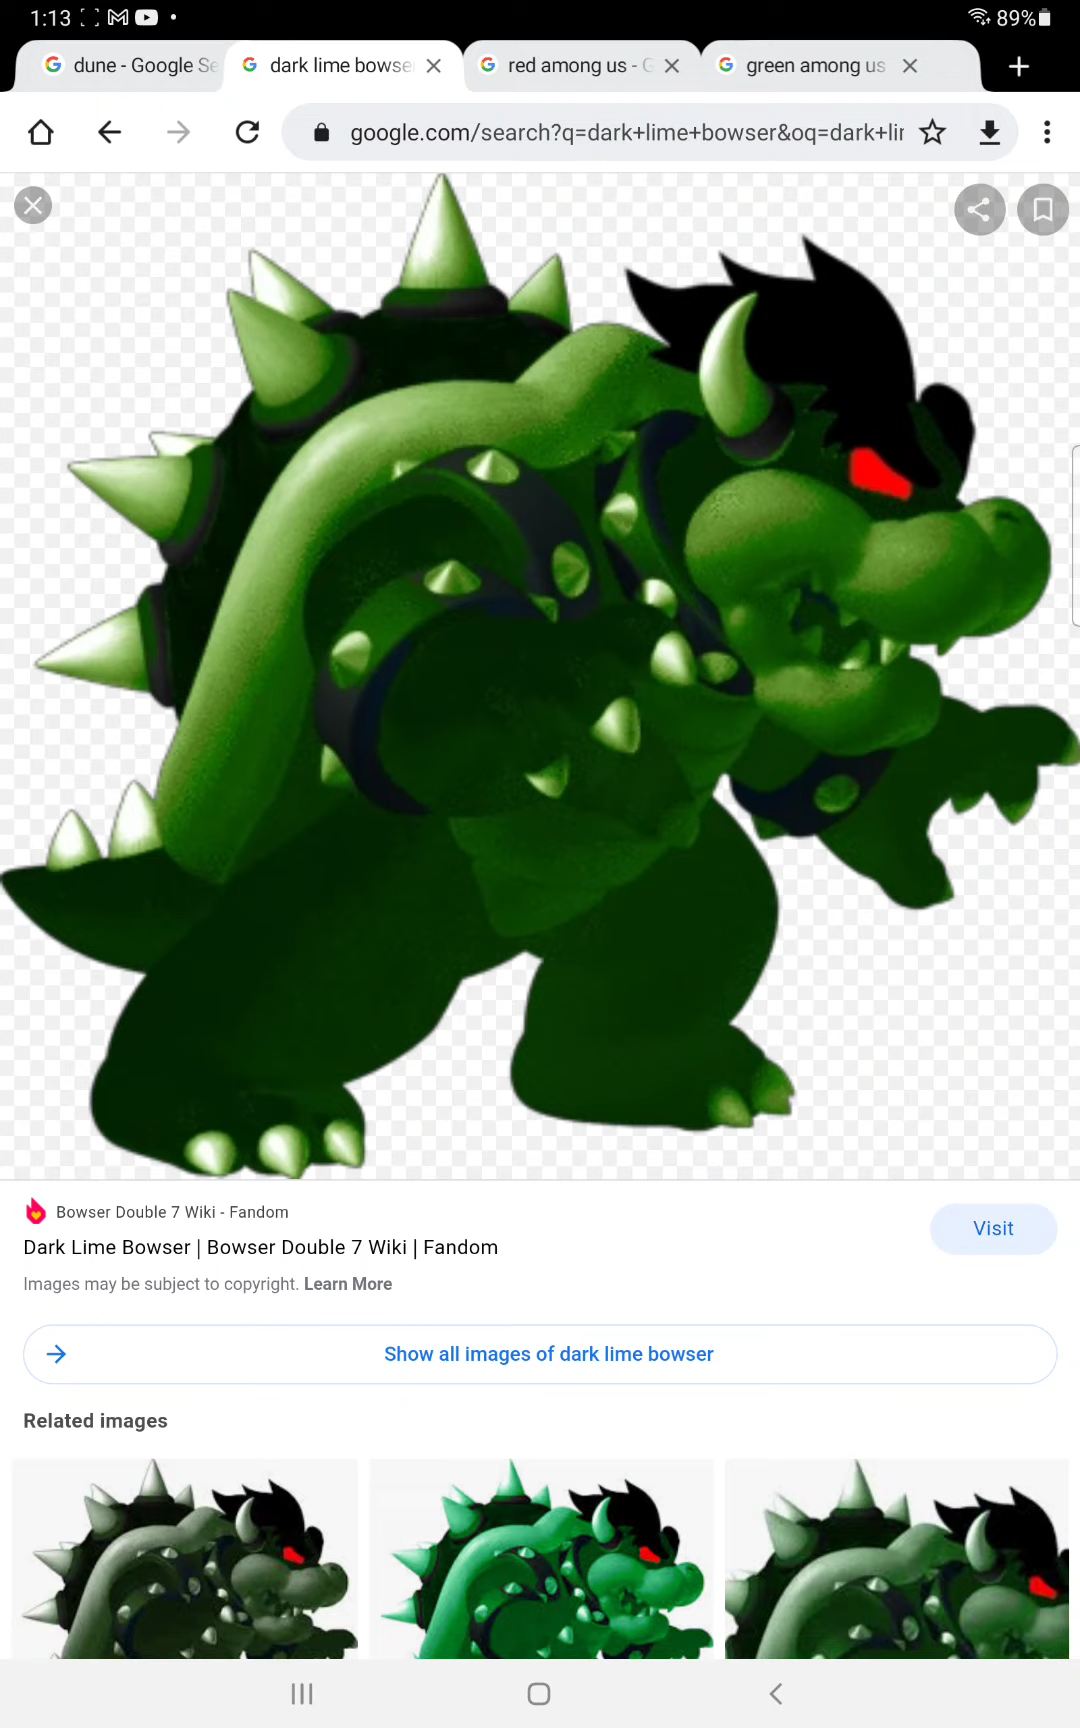 1:13
89%
dune - Google Se
dark lime bowse
red among us - G
green among us
google.com/search?q=dark+lime+bowser&oq=dark+lir
Bowser Double 7 Wiki - Fandom
Dark Lime Bowser | Bowser Double 7 Wiki | Fandom
Images may be subject to copyright. Learn More
Visit
Show all images of dark lime bowser
Related images